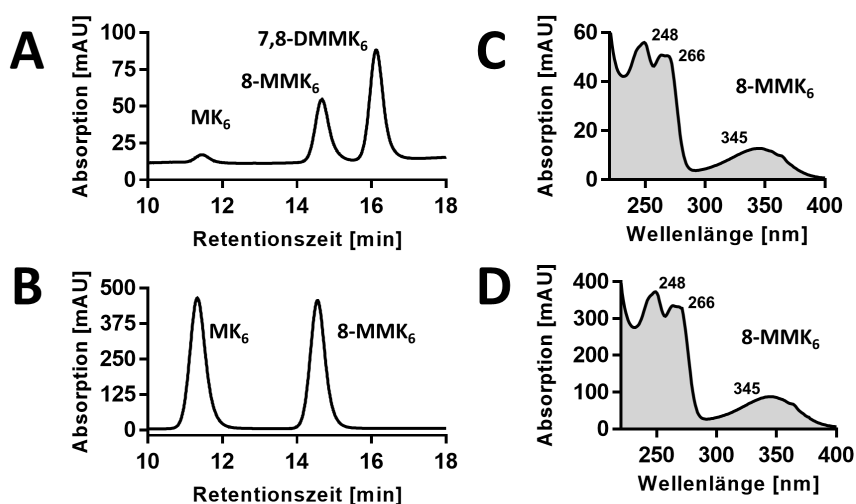 A
Absorption [mAU]
100
75
50
25
0
MK₆
8-MMK₆
7,8-DMMK₆
10 12 14 16 18
Retentionszeit [min]
B
Absorption [mAU]
500
375
250
125
0
MK₆
8-MMK₆
10 12 14 16 18
Retentionszeit [min]
C
Absorption [mAU]
60
40
20
0
248
266
8-MMK₆
345
250 300 350 400
Wellenlänge [nm]
D
Absorption [mAU]
400
300
200
100
0
248
266
8-MMK₆
345
250 300 350 400
Wellenlänge [nm]